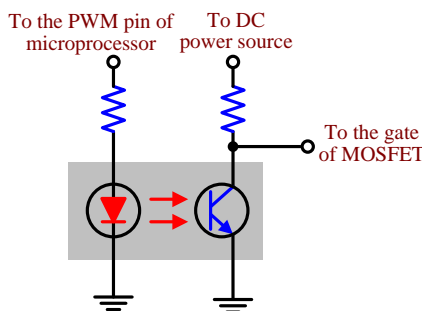 To the PWM pin of
microprocessor
To DC
power source
To the gate
of MOSFET